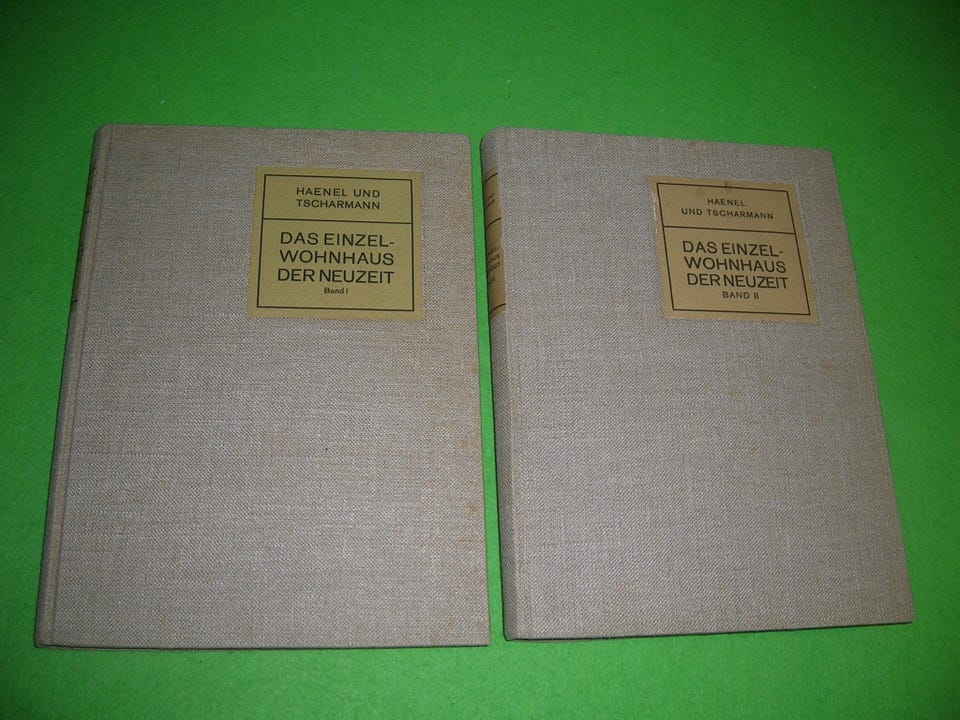 HAENEL UND
TSCHARMANN
DAS EINZEL-
WOHNHAUS
DER NEUZEIT
Band I
HAENEL
UND TSCHARMANN
DAS EINZEL-
WOHNHAUS
DER NEUZEIT
BAND II